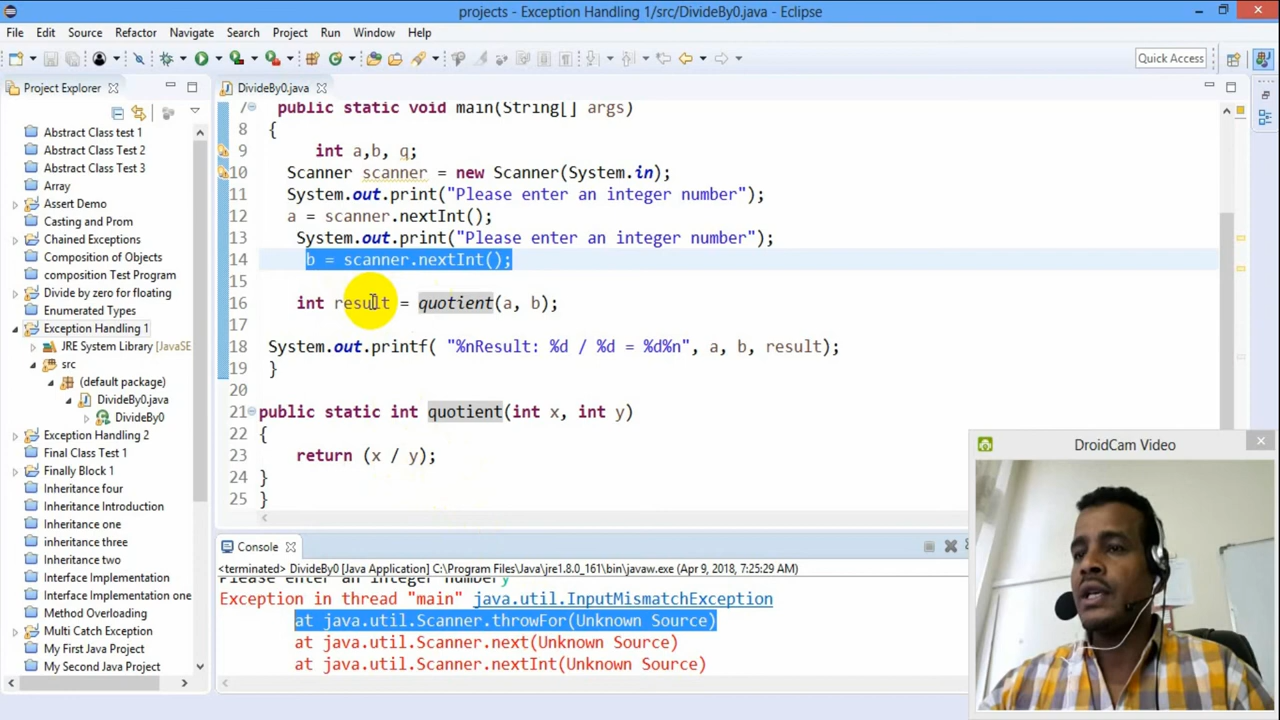 projects - Exception Handling 1/src/DivideBy0.java - Eclipse
File Edit Source Refactor Navigate Search Project Run Window Help
Quick Access
Project Explorer
Abstract Class test 1
Abstract Class Test 2
Abstract Class Test 3
Array
Assert Demo
Casting and Prom
Chained Exceptions
Composition of Objects
composition Test Program
Divide by zero for floating
Enumerated Types
Exception Handling 1
JRE System Library [JavaSE
src
(default package)
DivideBy0.java
DivideBy0
Exception Handling 2
Final Class Test 1
Finally Block 1
Inheritance four
Inheritance Introduction
Inheritance one
inheritance three
Inheritance two
Interface Implementation
Interface Implementation one
Method Overloading
Multi Catch Exception
My First Java Project
My Second Java Project
DivideBy0.java
7 public static void main(String[] args)
8 {
9 int a,b, q;
10 Scanner scanner = new Scanner(System.in);
11 System.out.print("Please enter an integer number");
12 a = scanner.nextInt();
13 System.out.print("Please enter an integer number");
14 b = scanner.nextInt();
15
16 int result = quotient(a, b);
17
18 System.out.printf( "%nResult: %d / %d = %d%n", a, b, result);
19 }
20
21 public static int quotient(int x, int y)
22 {
23 return (x / y);
24 }
25 }
Console
<terminated> DivideBy0 [Java Application] C:\Program Files\Java\jre1.8.0_161\bin\javaw.exe (Apr 9, 2018, 7:25:29 AM)
Please enter an integer numbery
Exception in thread "main" java.util.InputMismatchException
at java.util.Scanner.throwFor(Unknown Source)
at java.util.Scanner.next(Unknown Source)
at java.util.Scanner.nextInt(Unknown Source)
DroidCam Video